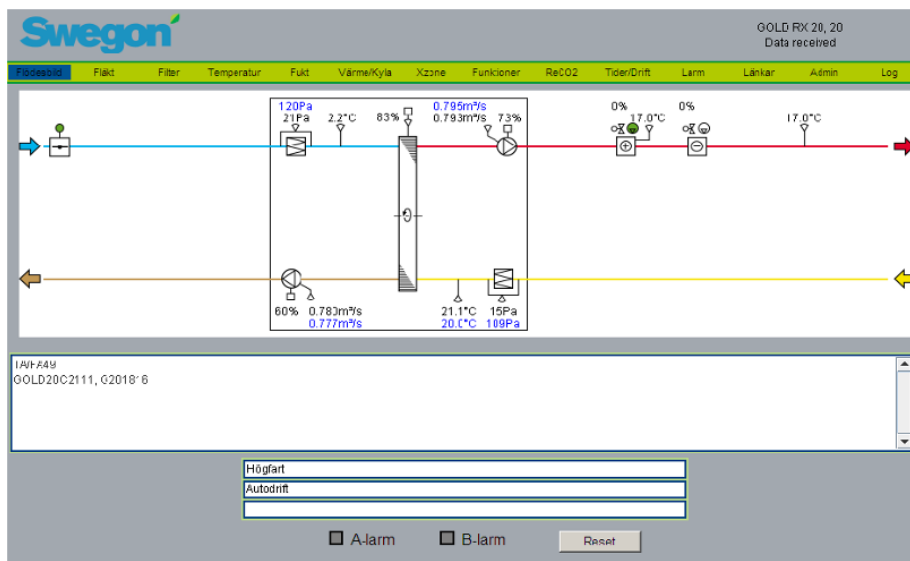 Swegon
GOLD RX 20, 20
Data received
Flödesbild Fläkt Filter Temperatur Fukt Värme/Kyla Xzone Funktioner ReCO2 Tider/Drift Larm Länkar Admin Log
120Pa 0.795m³/s 0% 0%
21Pa 2.2°C 83% 0.793m³/s 73% 17.0°C 17.0°C
60% 0.780m³/s 21.1°C 15Pa
0.777m³/s 20.0°C 109Pa
GOLD20C2111, G2018
Högfart
Autodrift
A-larm B-larm Reset